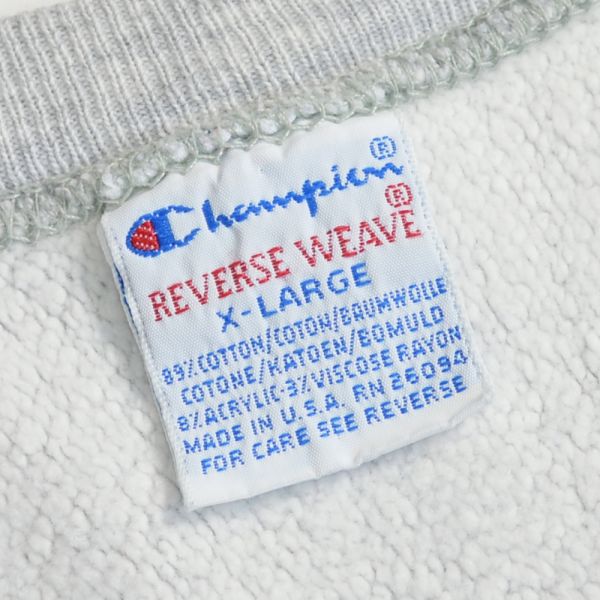 Champion®
REVERSE WEAVE®
X-LARGE
89%COTTON/COTON/BAUMWOLLE
COTONE/KATOEN/BOMULD
8%ACRYLIC-3%VISCOSE RAYON
MADE IN U.S.A. RN 26094
FOR CARE SEE REVERSE